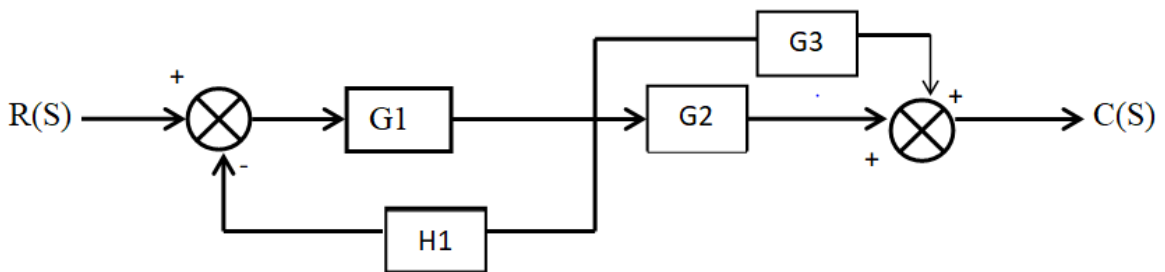 G3
+
R(S)
G1
G2
+
C(S)
-
+
H1